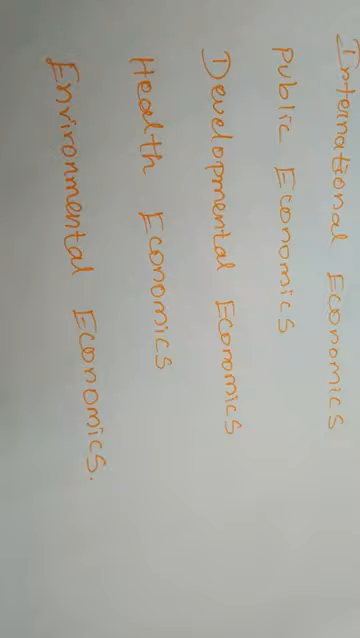 International Economics
Public Economics
Developmental Economics
Health Economics
Environmental Economics.